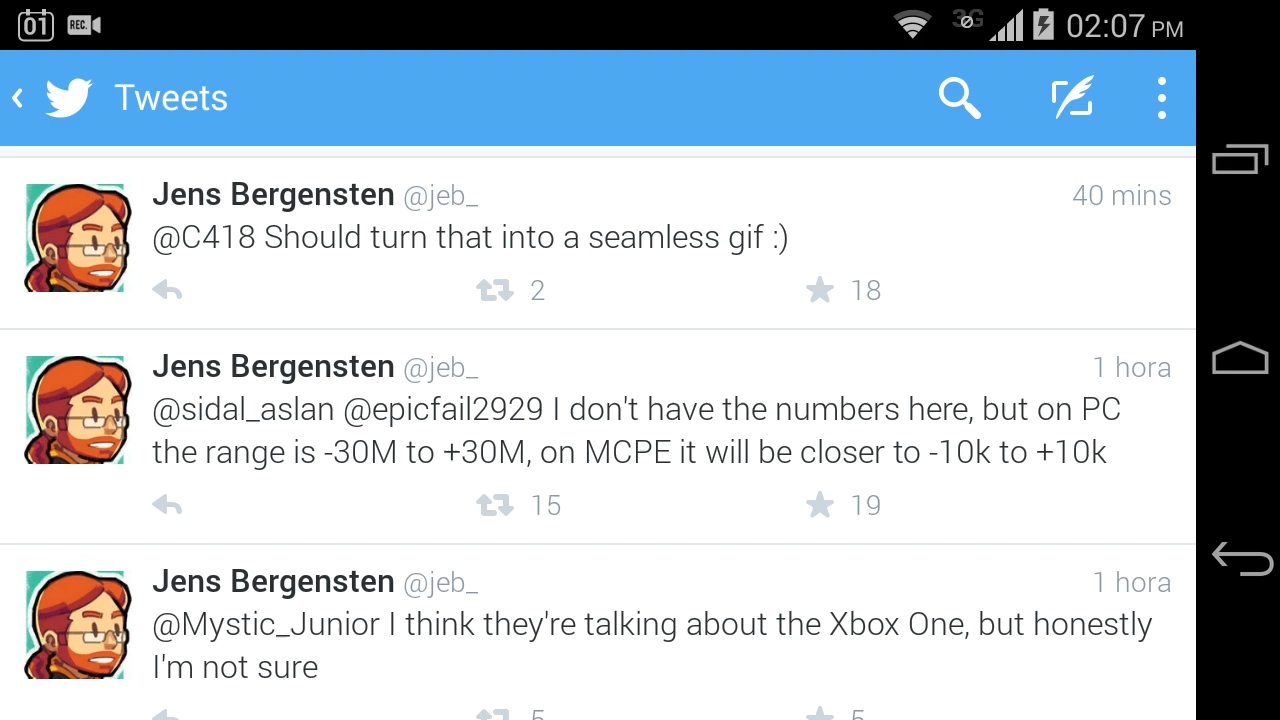 01 REC. 3G 02:07 PM
Tweets
Jens Bergensten @jeb_ 40 mins
@C418 Should turn that into a seamless gif :)
2 18
Jens Bergensten @jeb_ 1 hora
@sidal_aslan @epicfail2929 I don't have the numbers here, but on PC
the range is -30M to +30M, on MCPE it will be closer to -10k to +10k
15 19
Jens Bergensten @jeb_ 1 hora
@Mystic_Junior I think they're talking about the Xbox One, but honestly
I'm not sure
5 5